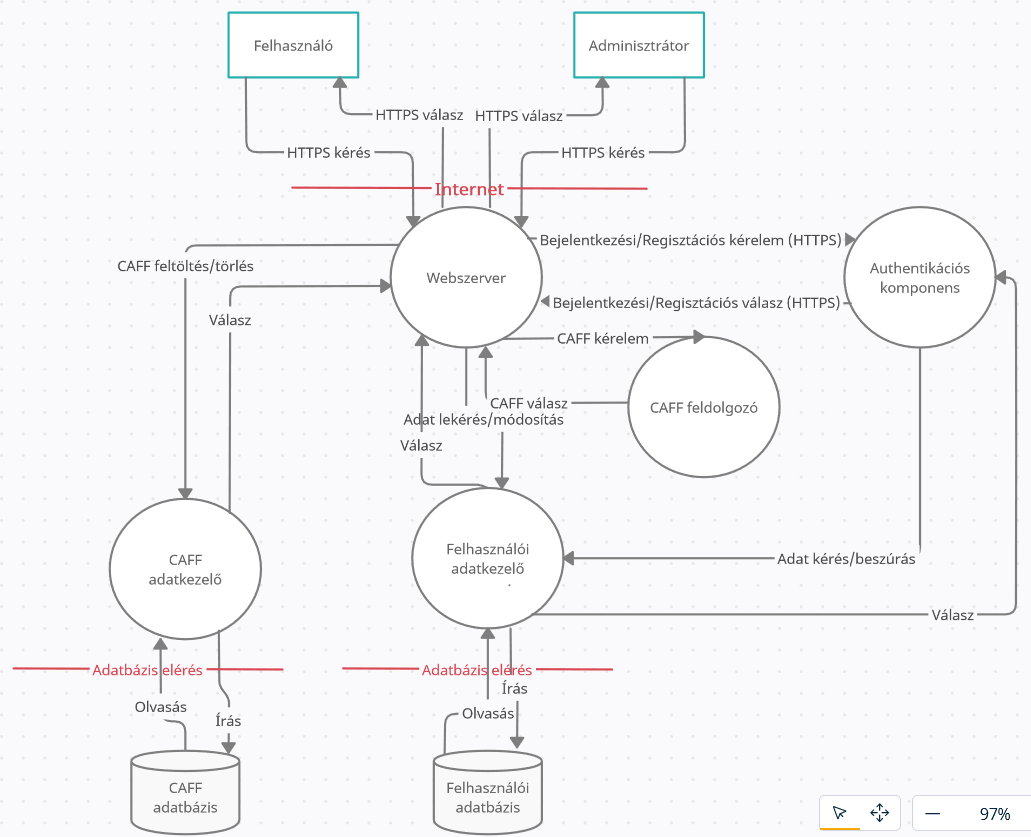 Felhasználó
Adminisztrátor
HTTPS válasz
HTTPS válasz
HTTPS kérés
HTTPS kérés
Internet
Bejelentkezési/Regisztációs kérelem (HTTPS)
CAFF feltöltés/törlés
Webszerver
Authentikációs
komponens
Bejelentkezési/Regisztációs válasz (HTTPS)
Válasz
CAFF kérelem
CAFF válasz
CAFF feldolgozó
Adat lekérés/módosítás
Válasz
CAFF
adatkezelő
Felhasználói
adatkezelő
Adat kérés/beszúrás
Válasz
Adatbázis elérés
Adatbázis elérés
Olvasás
Írás
Írás
Olvasás
CAFF
adatbázis
Felhasználói
adatbázis
97%